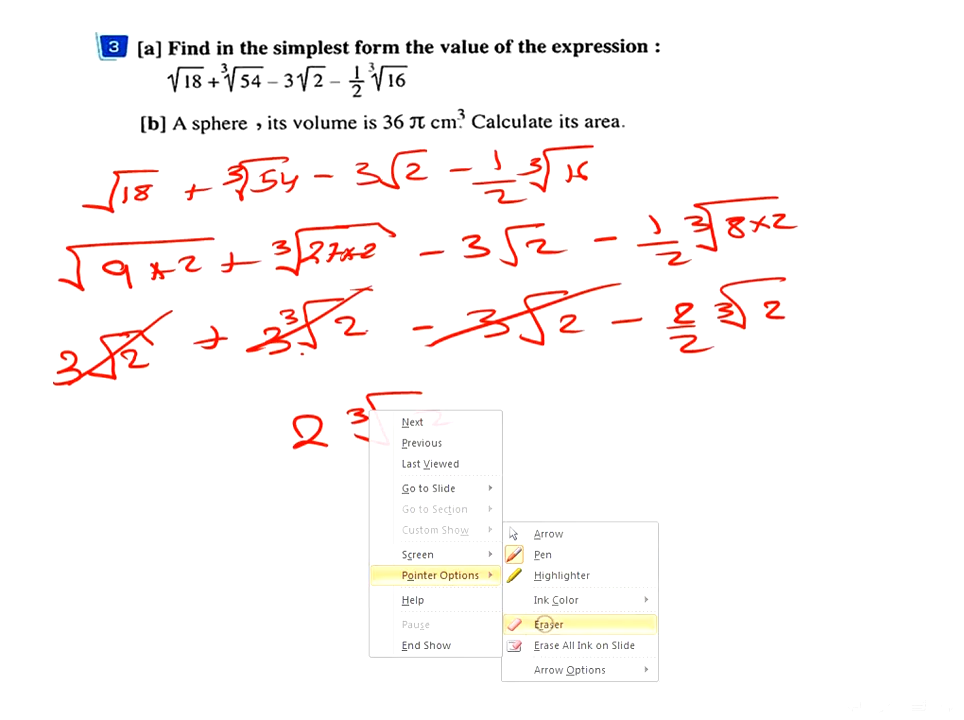 3 [a] Find in the simplest form the value of the expression :
√18 + ∛54 – 3√2 – 1/2 ∛16
[b] A sphere , its volume is 36 π cm³. Calculate its area.
√18 + ∛54 - 3√2 - 1/2 ∛16
√9×2 + ∛27×2 - 3√2 - 1/2 ∛8×2
3√2 + 3∛2 - 3√2 - 2/2 ∛2
2 ∛2
Next
Previous
Last Viewed
Go to Slide
Go to Section
Custom Show
Screen
Pointer Options
Help
Pause
End Show
Arrow
Pen
Highlighter
Ink Color
Eraser
Erase All Ink on Slide
Arrow Options